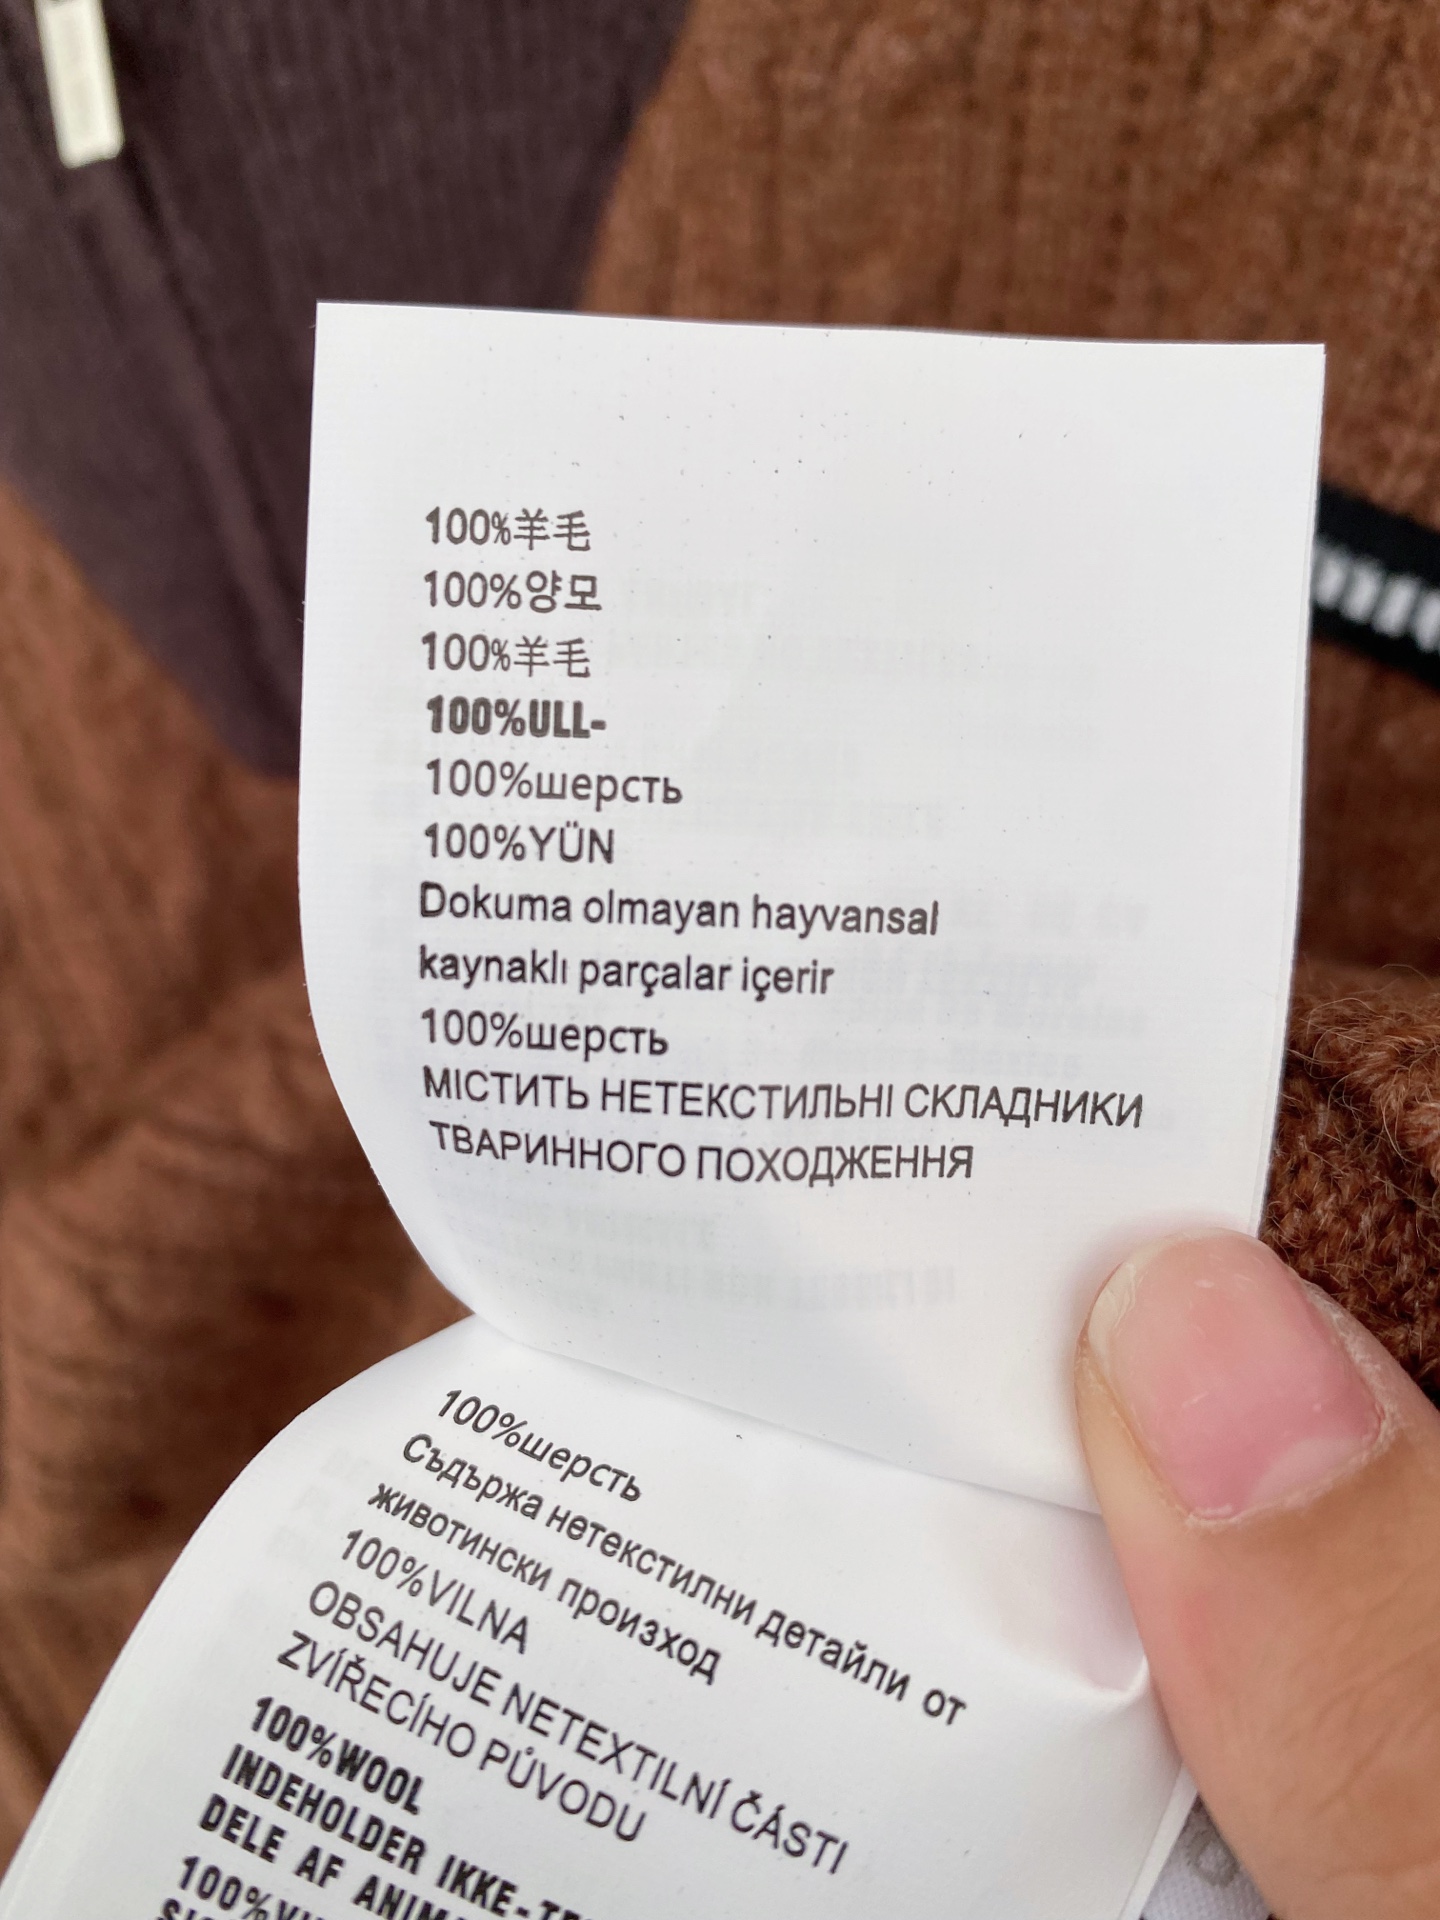 100%羊毛
100%양모
100%羊毛
100%ULL-
100%шерсть
100%YÜN
Dokuma olmayan hayvansal
kaynaklı parçalar içerir
100%шерсть
МІСТИТЬ НЕТЕКСТИЛЬНІ СКЛАДНИКИ
ТВАРИННОГО ПОХОДЖЕННЯ
100%шерсть
Съдържа нетекстилни детайли от
животински произход
100%VILNA
OBSAHUJE NETEXTILNÍ ČÁSTI
ZVÍŘECÍHO PÚVODU
100%WOOL
INDEHOLDER IKKE-
DELE AF